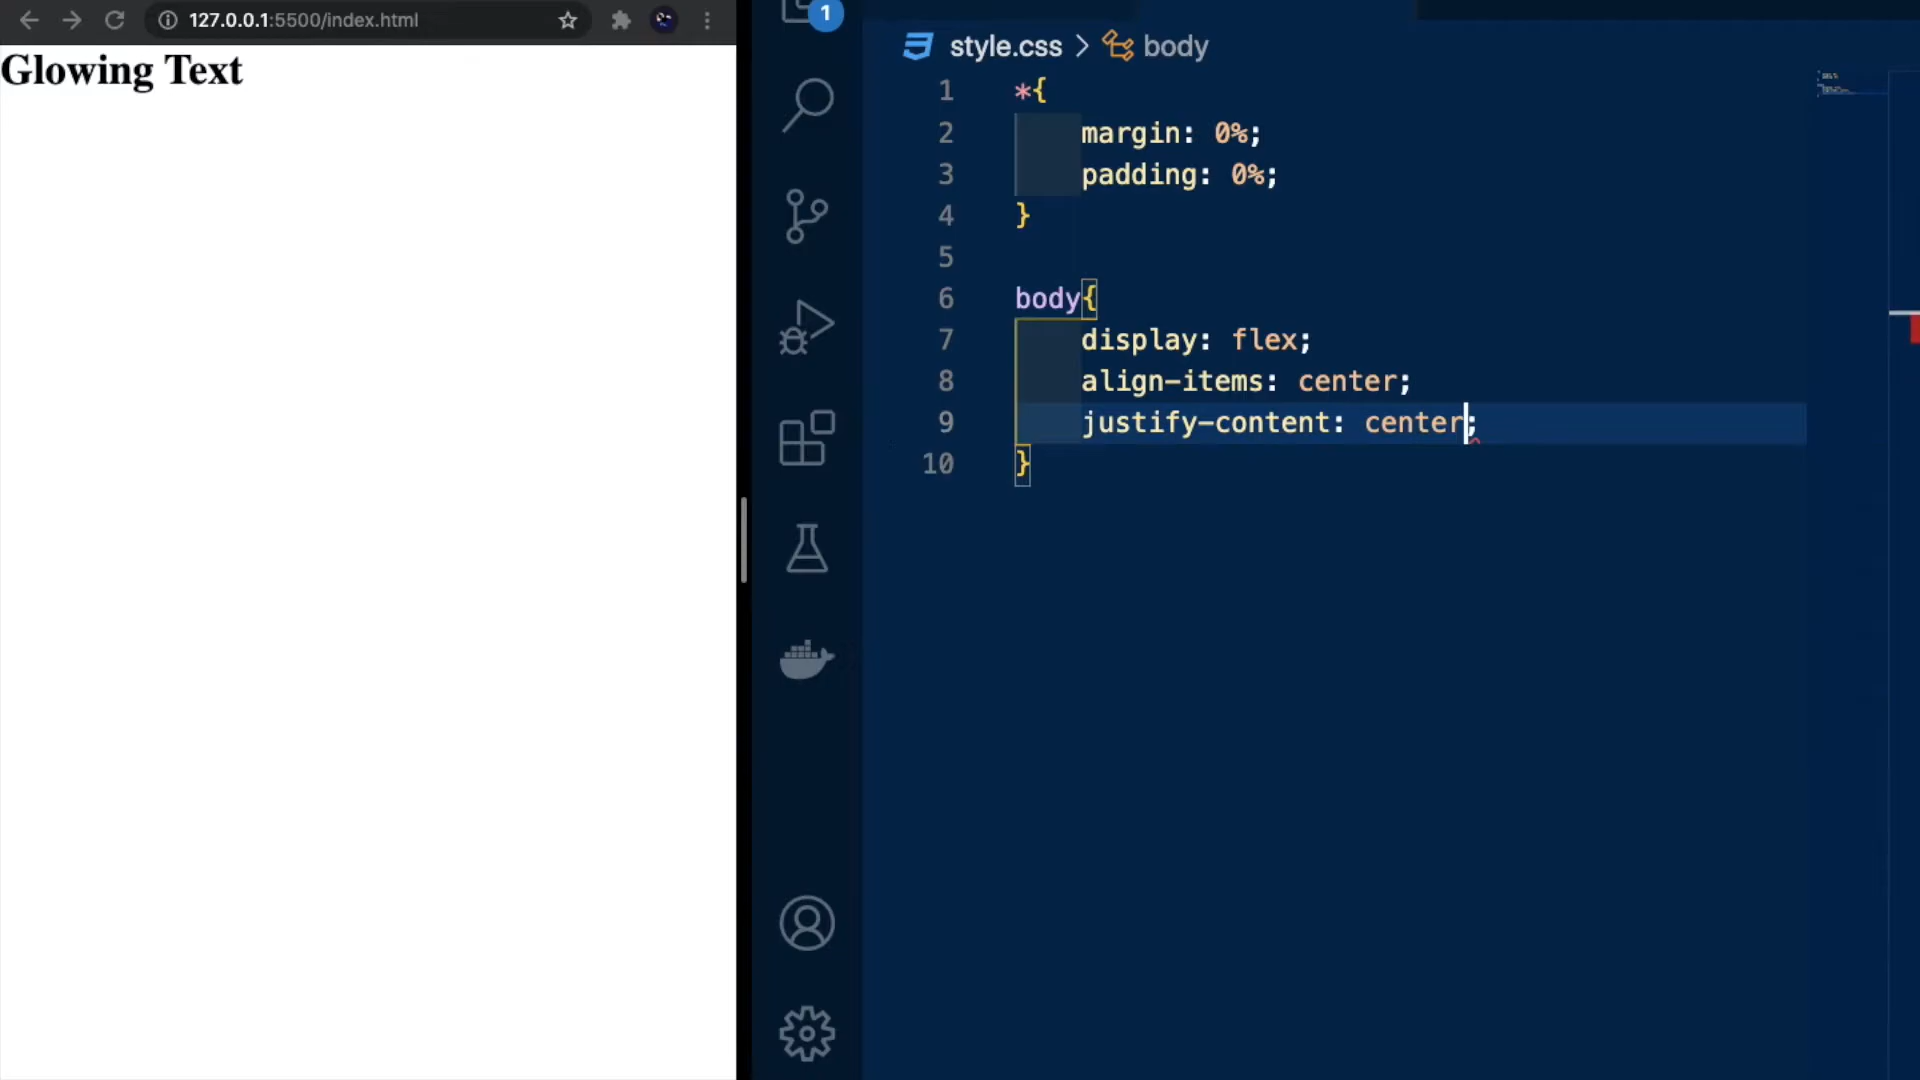 127.0.0.1:5500/index.html
Glowing Text
1
style.css > body
1 *{
2 margin: 0%;
3 padding: 0%;
4 }
5
6 body{
7 display: flex;
8 align-items: center;
9 justify-content: center;
10 }